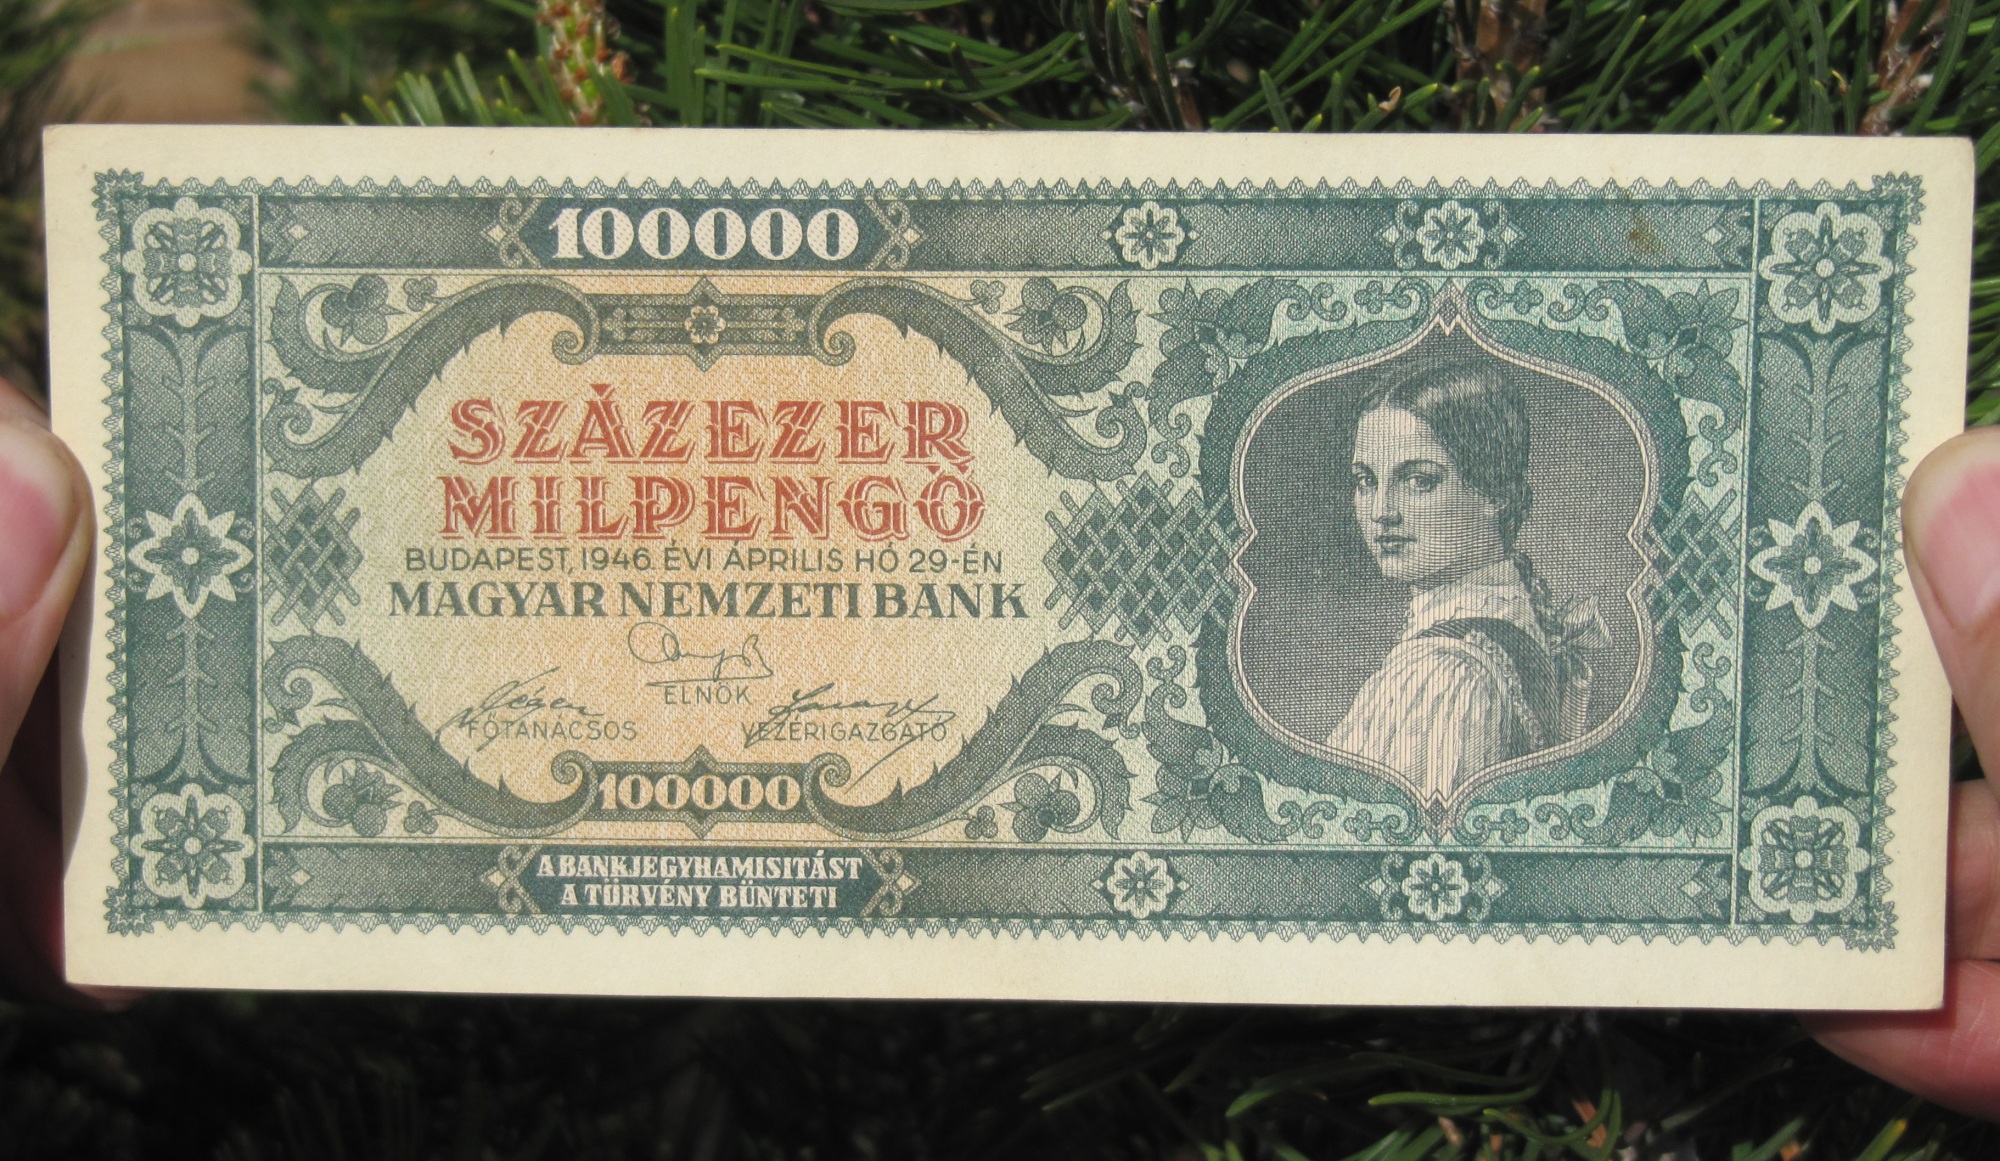 100000
SZÁZEZER
MILPENGŐ
BUDAPEST, 1946. ÉVI ÁPRILIS HÓ 29-ÉN
MAGYAR NEMZETI BANK
ELNÖK
FŐTANÁCSOS
VEZÉRIGAZGATÓ
100000
A BANKJEGYHAMISITÁST
A TÖRVÉNY BÜNTETI